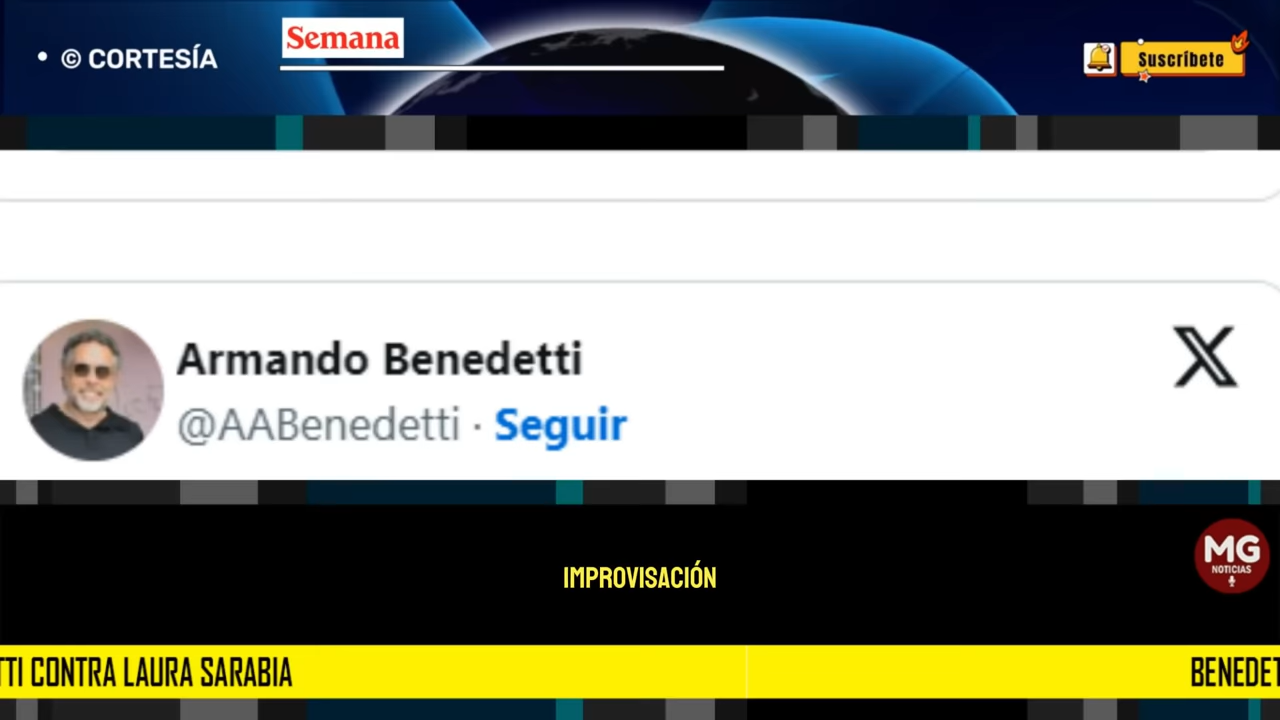 • © CORTESÍA
Semana
Suscríbete
Armando Benedetti
@AABenedetti · Seguir
IMPROVISACIÓN
MG
NOTICIAS
TTI CONTRA LAURA SARABIA
BENEDET